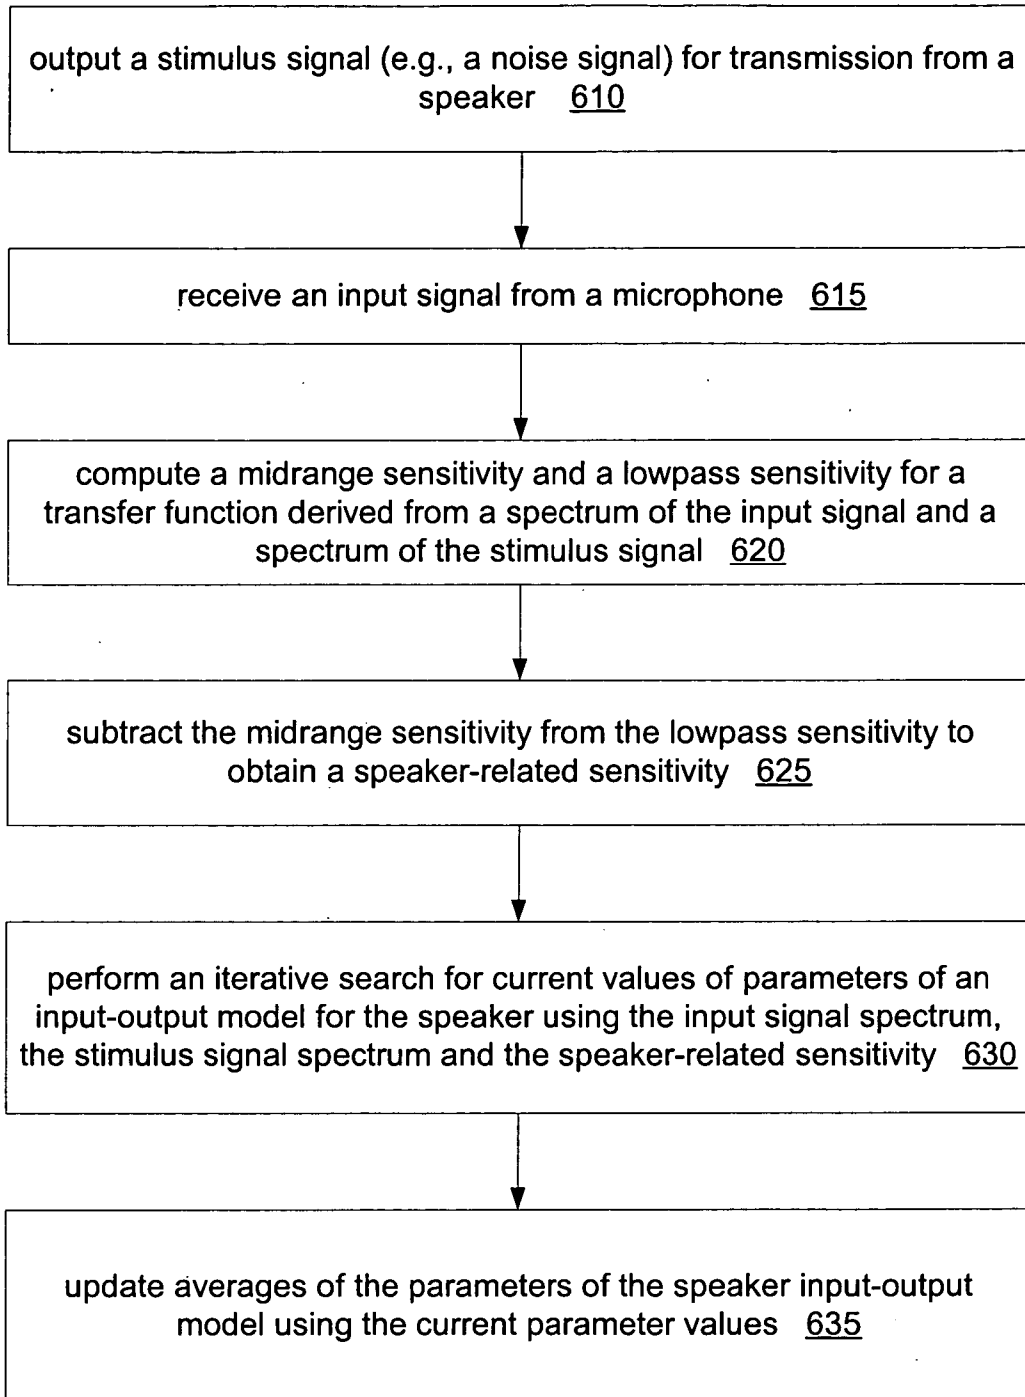 output a stimulus signal (e.g., a noise signal) for transmission from a
speaker 610
receive an input signal from a microphone 615
compute a midrange sensitivity and a lowpass sensitivity for a
transfer function derived from a spectrum of the input signal and a
spectrum of the stimulus signal 620
subtract the midrange sensitivity from the lowpass sensitivity to
obtain a speaker-related sensitivity 625
perform an iterative search for current values of parameters of an
input-output model for the speaker using the input signal spectrum,
the stimulus signal spectrum and the speaker-related sensitivity 630
update averages of the parameters of the speaker input-output
model using the current parameter values 635